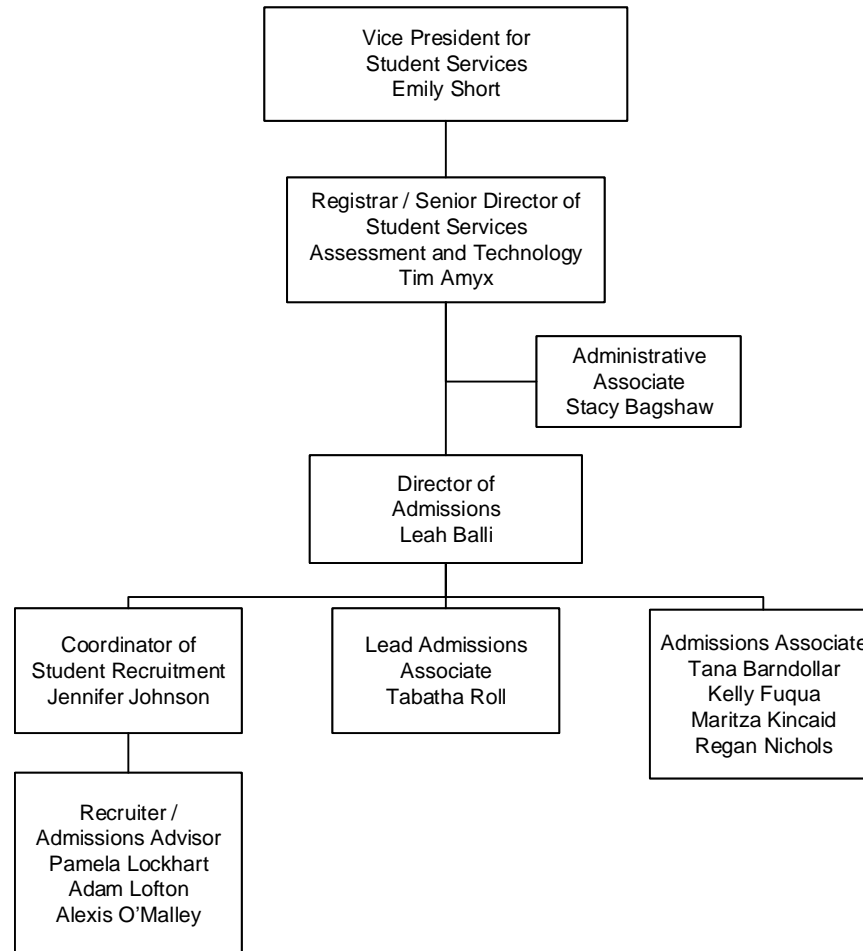 Vice President for
Student Services
Emily Short
Registrar / Senior Director of
Student Services
Assessment and Technology
Tim Amyx
Administrative
Associate
Stacy Bagshaw
Director of
Admissions
Leah Balli
Coordinator of
Student Recruitment
Jennifer Johnson
Lead Admissions
Associate
Tabatha Roll
Admissions Associate
Tana Barndollar
Kelly Fuqua
Maritza Kincaid
Regan Nichols
Recruiter /
Admissions Advisor
Pamela Lockhart
Adam Lofton
Alexis O’Malley